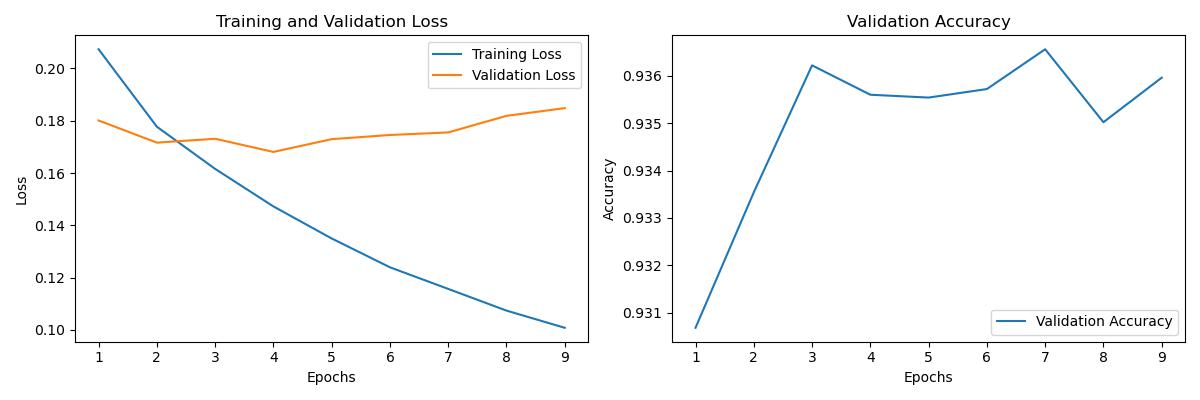 Training and Validation Loss
Training Loss
Validation Loss
0.20
0.18
0.16
0.14
0.12
0.10
Loss
1 2 3 4 5 6 7 8 9
Epochs
Validation Accuracy
0.936
0.935
0.934
0.933
0.932
0.931
Accuracy
Validation Accuracy
1 2 3 4 5 6 7 8 9
Epochs